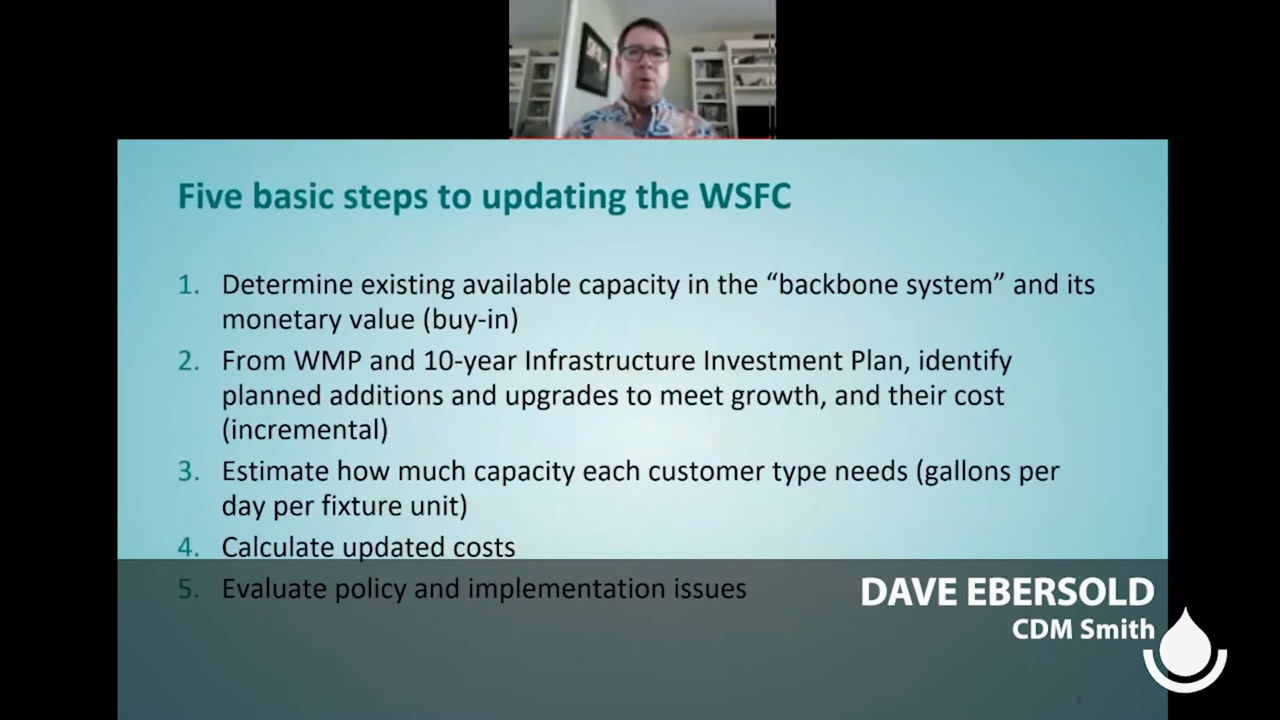 Five basic steps to updating the WSFC
1. Determine existing available capacity in the “backbone system” and its
monetary value (buy-in)
2. From WMP and 10-year Infrastructure Investment Plan, identify
planned additions and upgrades to meet growth, and their cost
(incremental)
3. Estimate how much capacity each customer type needs (gallons per
day per fixture unit)
4. Calculate updated costs
5. Evaluate policy and implementation issues
DAVE EBERSOLD
CDM Smith